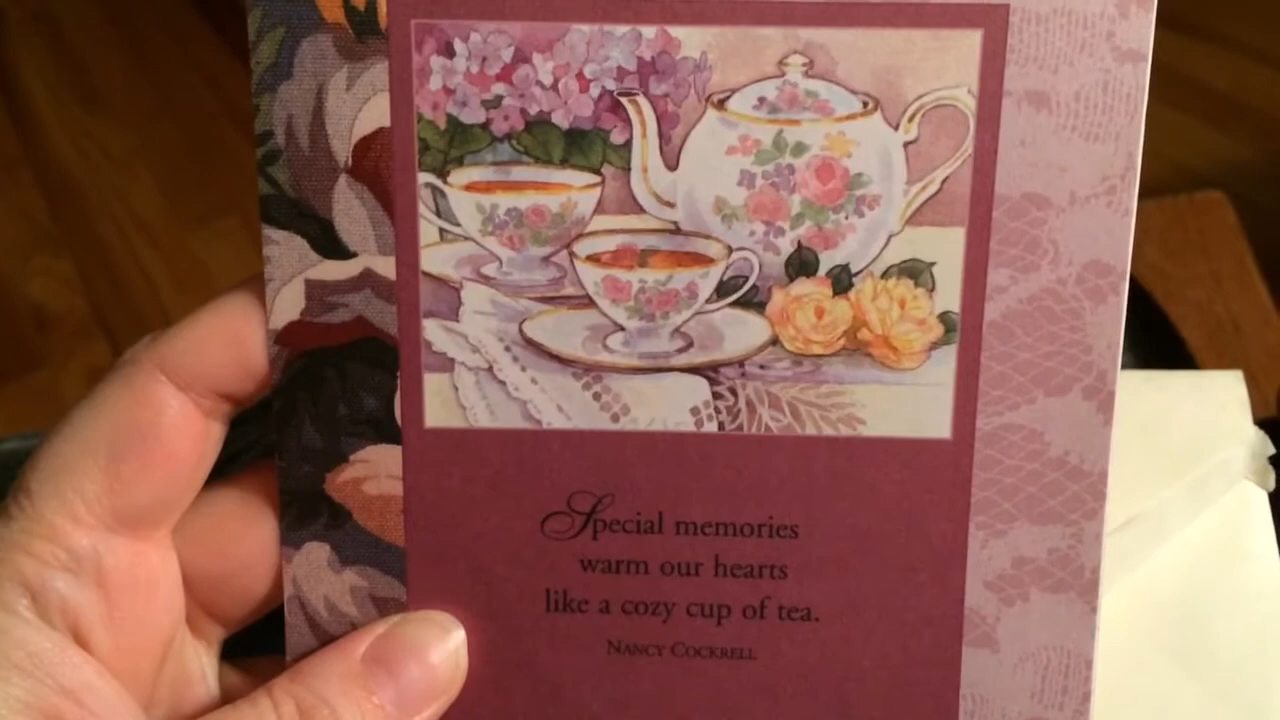 Special memories
warm our hearts
like a cozy cup of tea.
NANCY COCKRELL